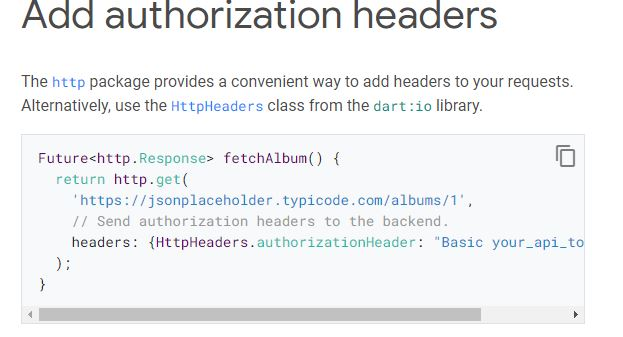 Add authorization headers
The http package provides a convenient way to add headers to your requests.
Alternatively, use the HttpHeaders class from the dart:io library.
Future<http.Response> fetchAlbum() {
  return http.get(
    'https://jsonplaceholder.typicode.com/albums/1',
    // Send authorization headers to the backend.
    headers: {HttpHeaders.authorizationHeader: "Basic your_api_to
  );
}